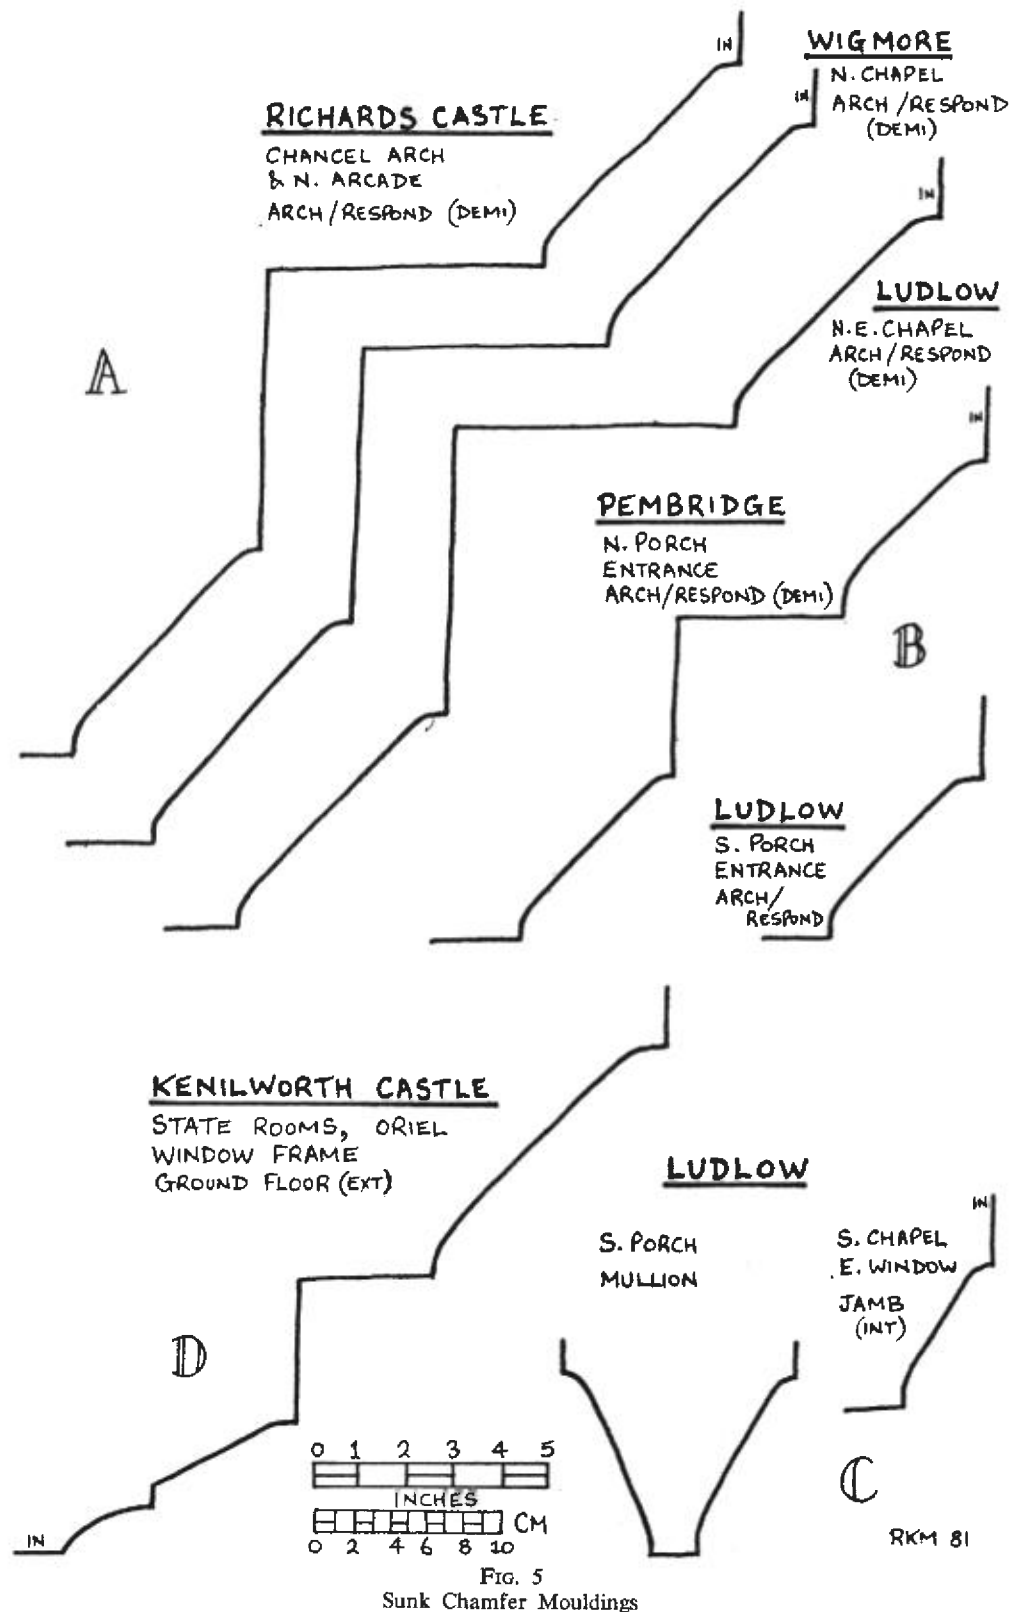 IN
WIGMORE
N. CHAPEL
ARCH/RESPOND
(DEMI)
IN
RICHARDS CASTLE
CHANCEL ARCH
& N. ARCADE
ARCH/RESPOND (DEMI)
IN
LUDLOW
N.E. CHAPEL
ARCH/RESPOND
(DEMI)
A
IN
PEMBRIDGE
N. PORCH
ENTRANCE
ARCH/RESPOND (DEMI)
B
LUDLOW
S. PORCH
ENTRANCE
ARCH/
RESPOND
KENILWORTH CASTLE
STATE ROOMS, ORIEL
WINDOW FRAME
GROUND FLOOR (EXT)
D
IN
LUDLOW
S. PORCH
MULLION
S. CHAPEL
E. WINDOW
JAMB
(INT)
IN
C
0 1 2 3 4 5
INCHES
CM
0 2 4 6 8 10
RKM 81
FIG. 5
Sunk Chamfer Mouldings